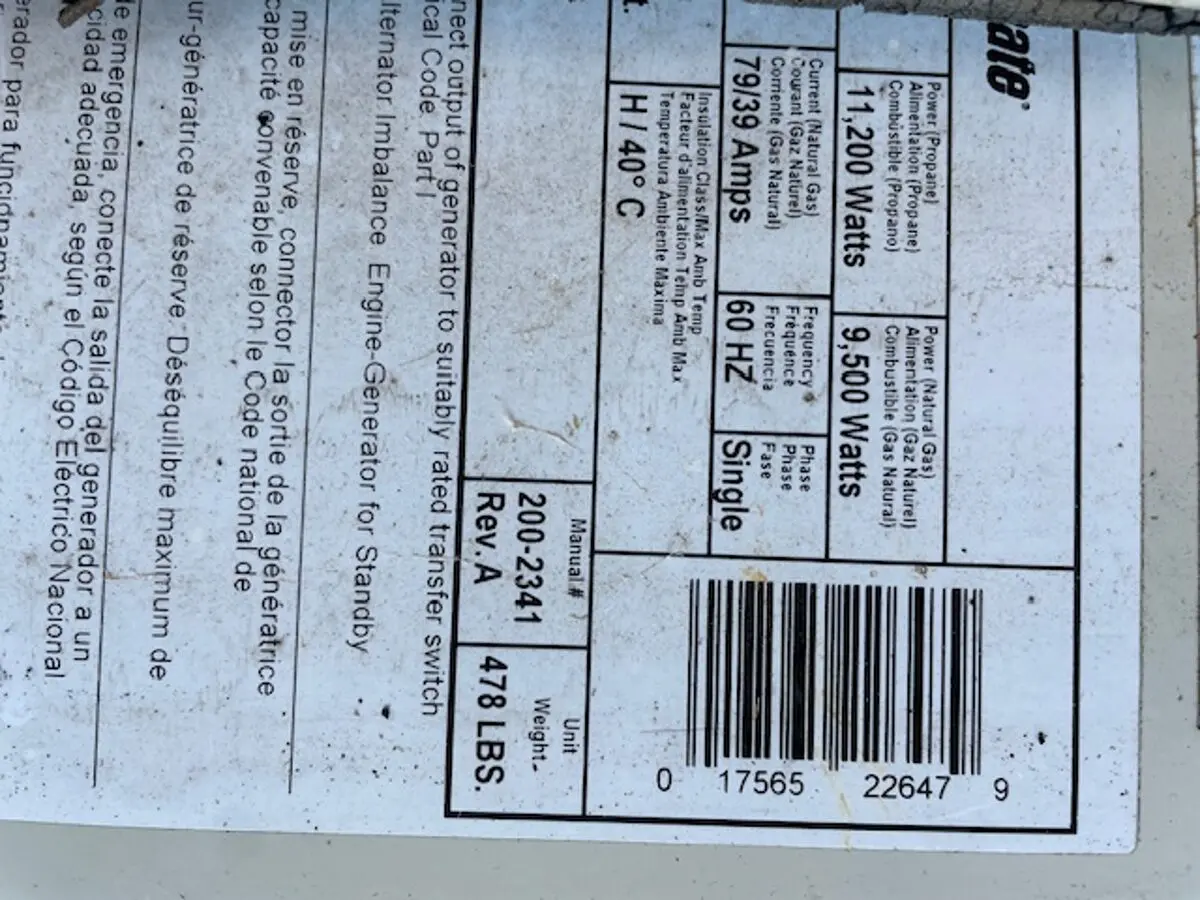 ate
Power (Propane)
Alimentation (Propane)
Combustible (Propano)
11,200 Watts
Power (Natural Gas)
Alimentation (Gaz Naturel)
Combustible (Gas Natural)
9,500 Watts
Current (Natural Gas)
Courant (Gaz Naturel)
Corriente (Gas Natural)
79/39 Amps
Frequency
Fréquence
Frecuencia
60 HZ
Phase
Phase
Fase
Single
Insulation Class/Max Amb Temp
Facteur d'alimentation Temp Amb Max
Temperatura Ambiente Maxima
H / 40° C
t.
0 17565 22647 9
Manual #
200-2341
Rev. A
Unit
Weight
478 LBS.
nect output of generator to suitably rated transfer switch
ical Code, Part I
lternator Imbalance Engine-Generator for Standby
mise en réserve, connector la sortie de la génératrice
capacité convenable selon le Code national de
ur-génératrice de réserve. Déséquilibre maximum de
de emergencia, conecte la salida del generador a un
cidad adecuada, según el Código Eléctrico Nacional
erador para funcionamient